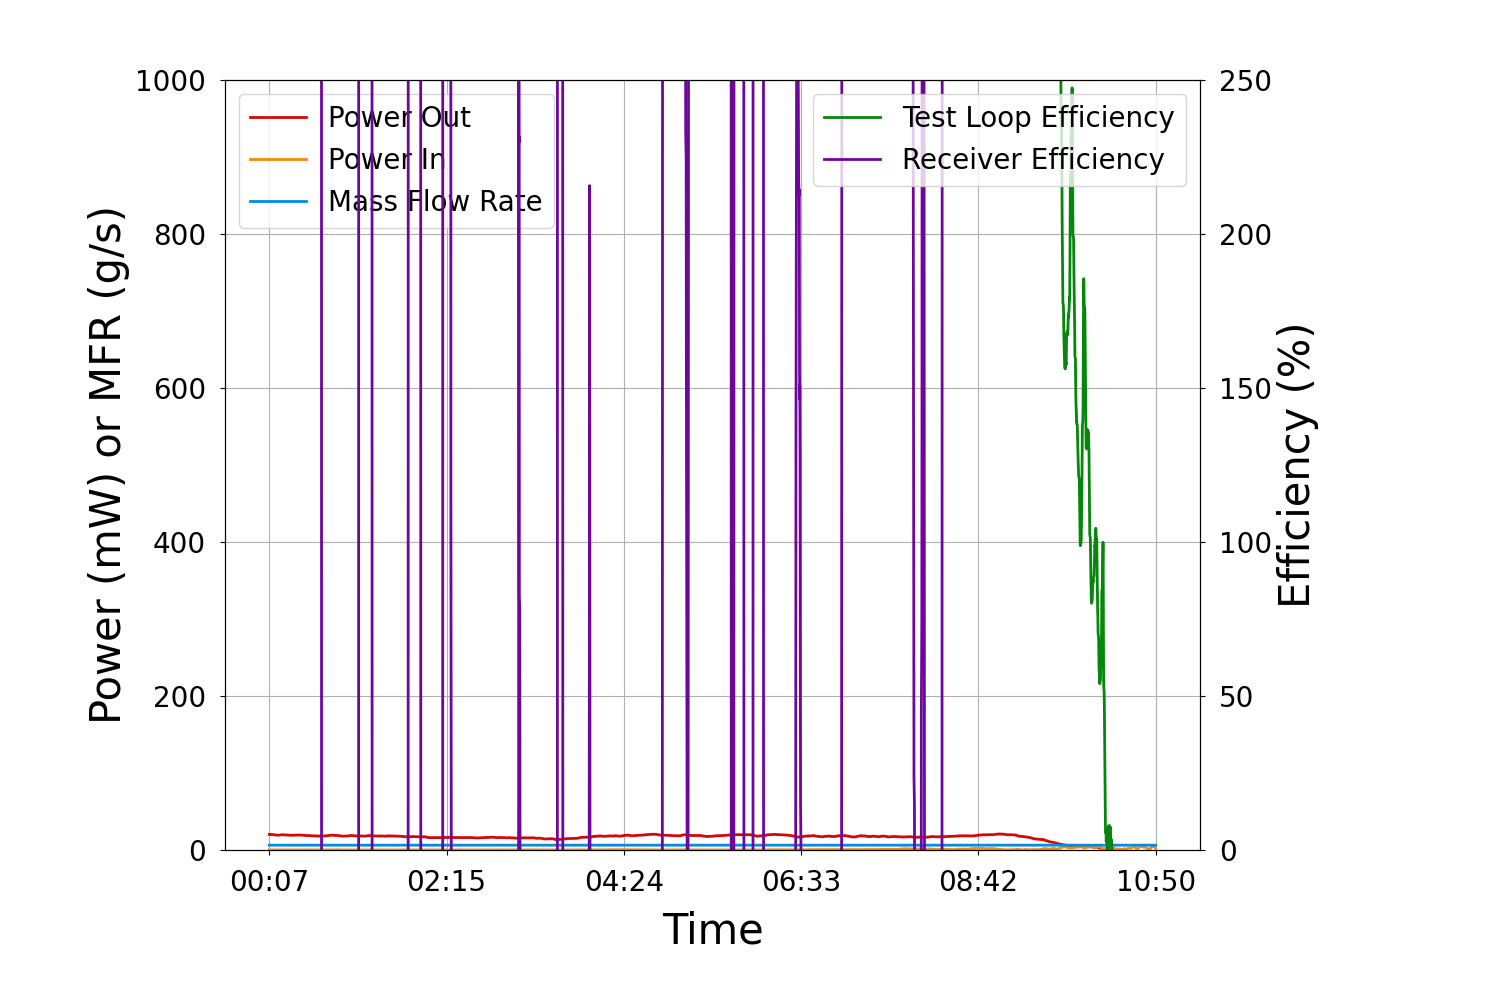 1000
800
600
400
200
0
Power (mW) or MFR (g/s)
Power Out
Power In
Mass Flow Rate
Test Loop Efficiency
Receiver Efficiency
250
200
150
100
50
0
Efficiency (%)
00:07 02:15 04:24 06:33 08:42 10:50
Time